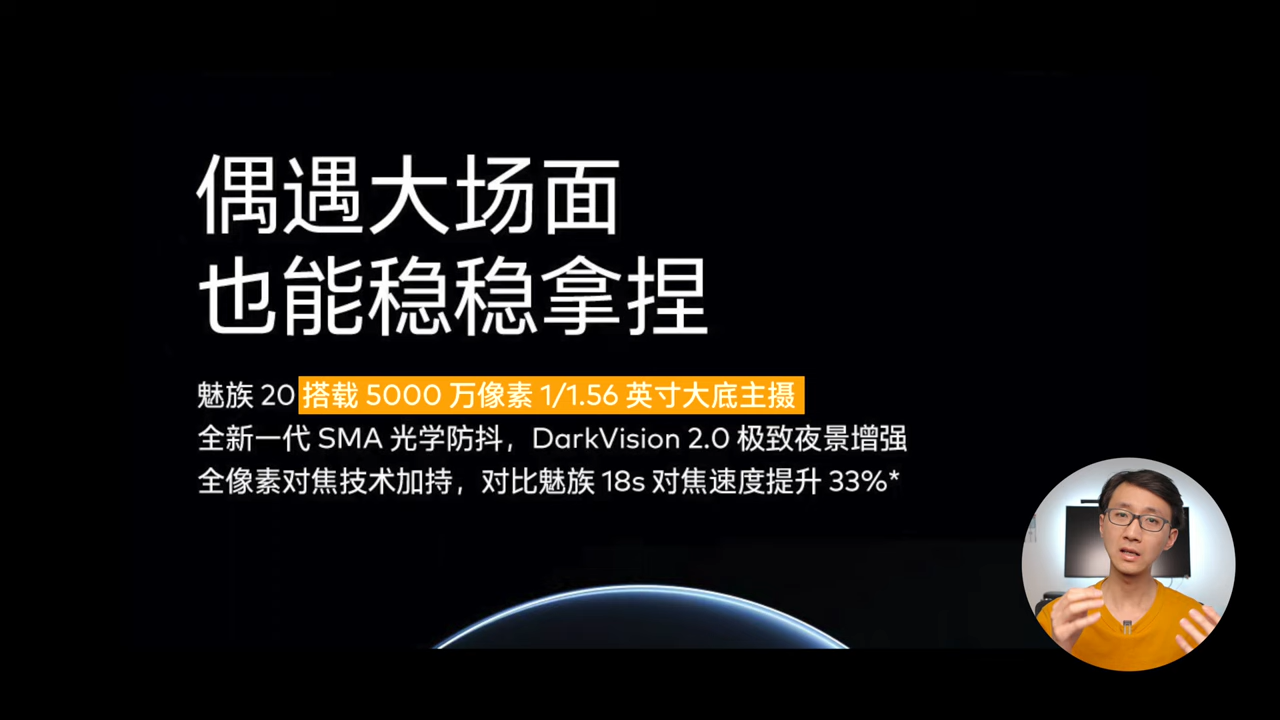 偶遇大场面
也能稳稳拿捏
魅族 20 搭载 5000 万像素 1/1.56 英寸大底主摄
全新一代 SMA 光学防抖，DarkVision 2.0 极致夜景增强
全像素对焦技术加持，对比魅族 18s 对焦速度提升 33%*